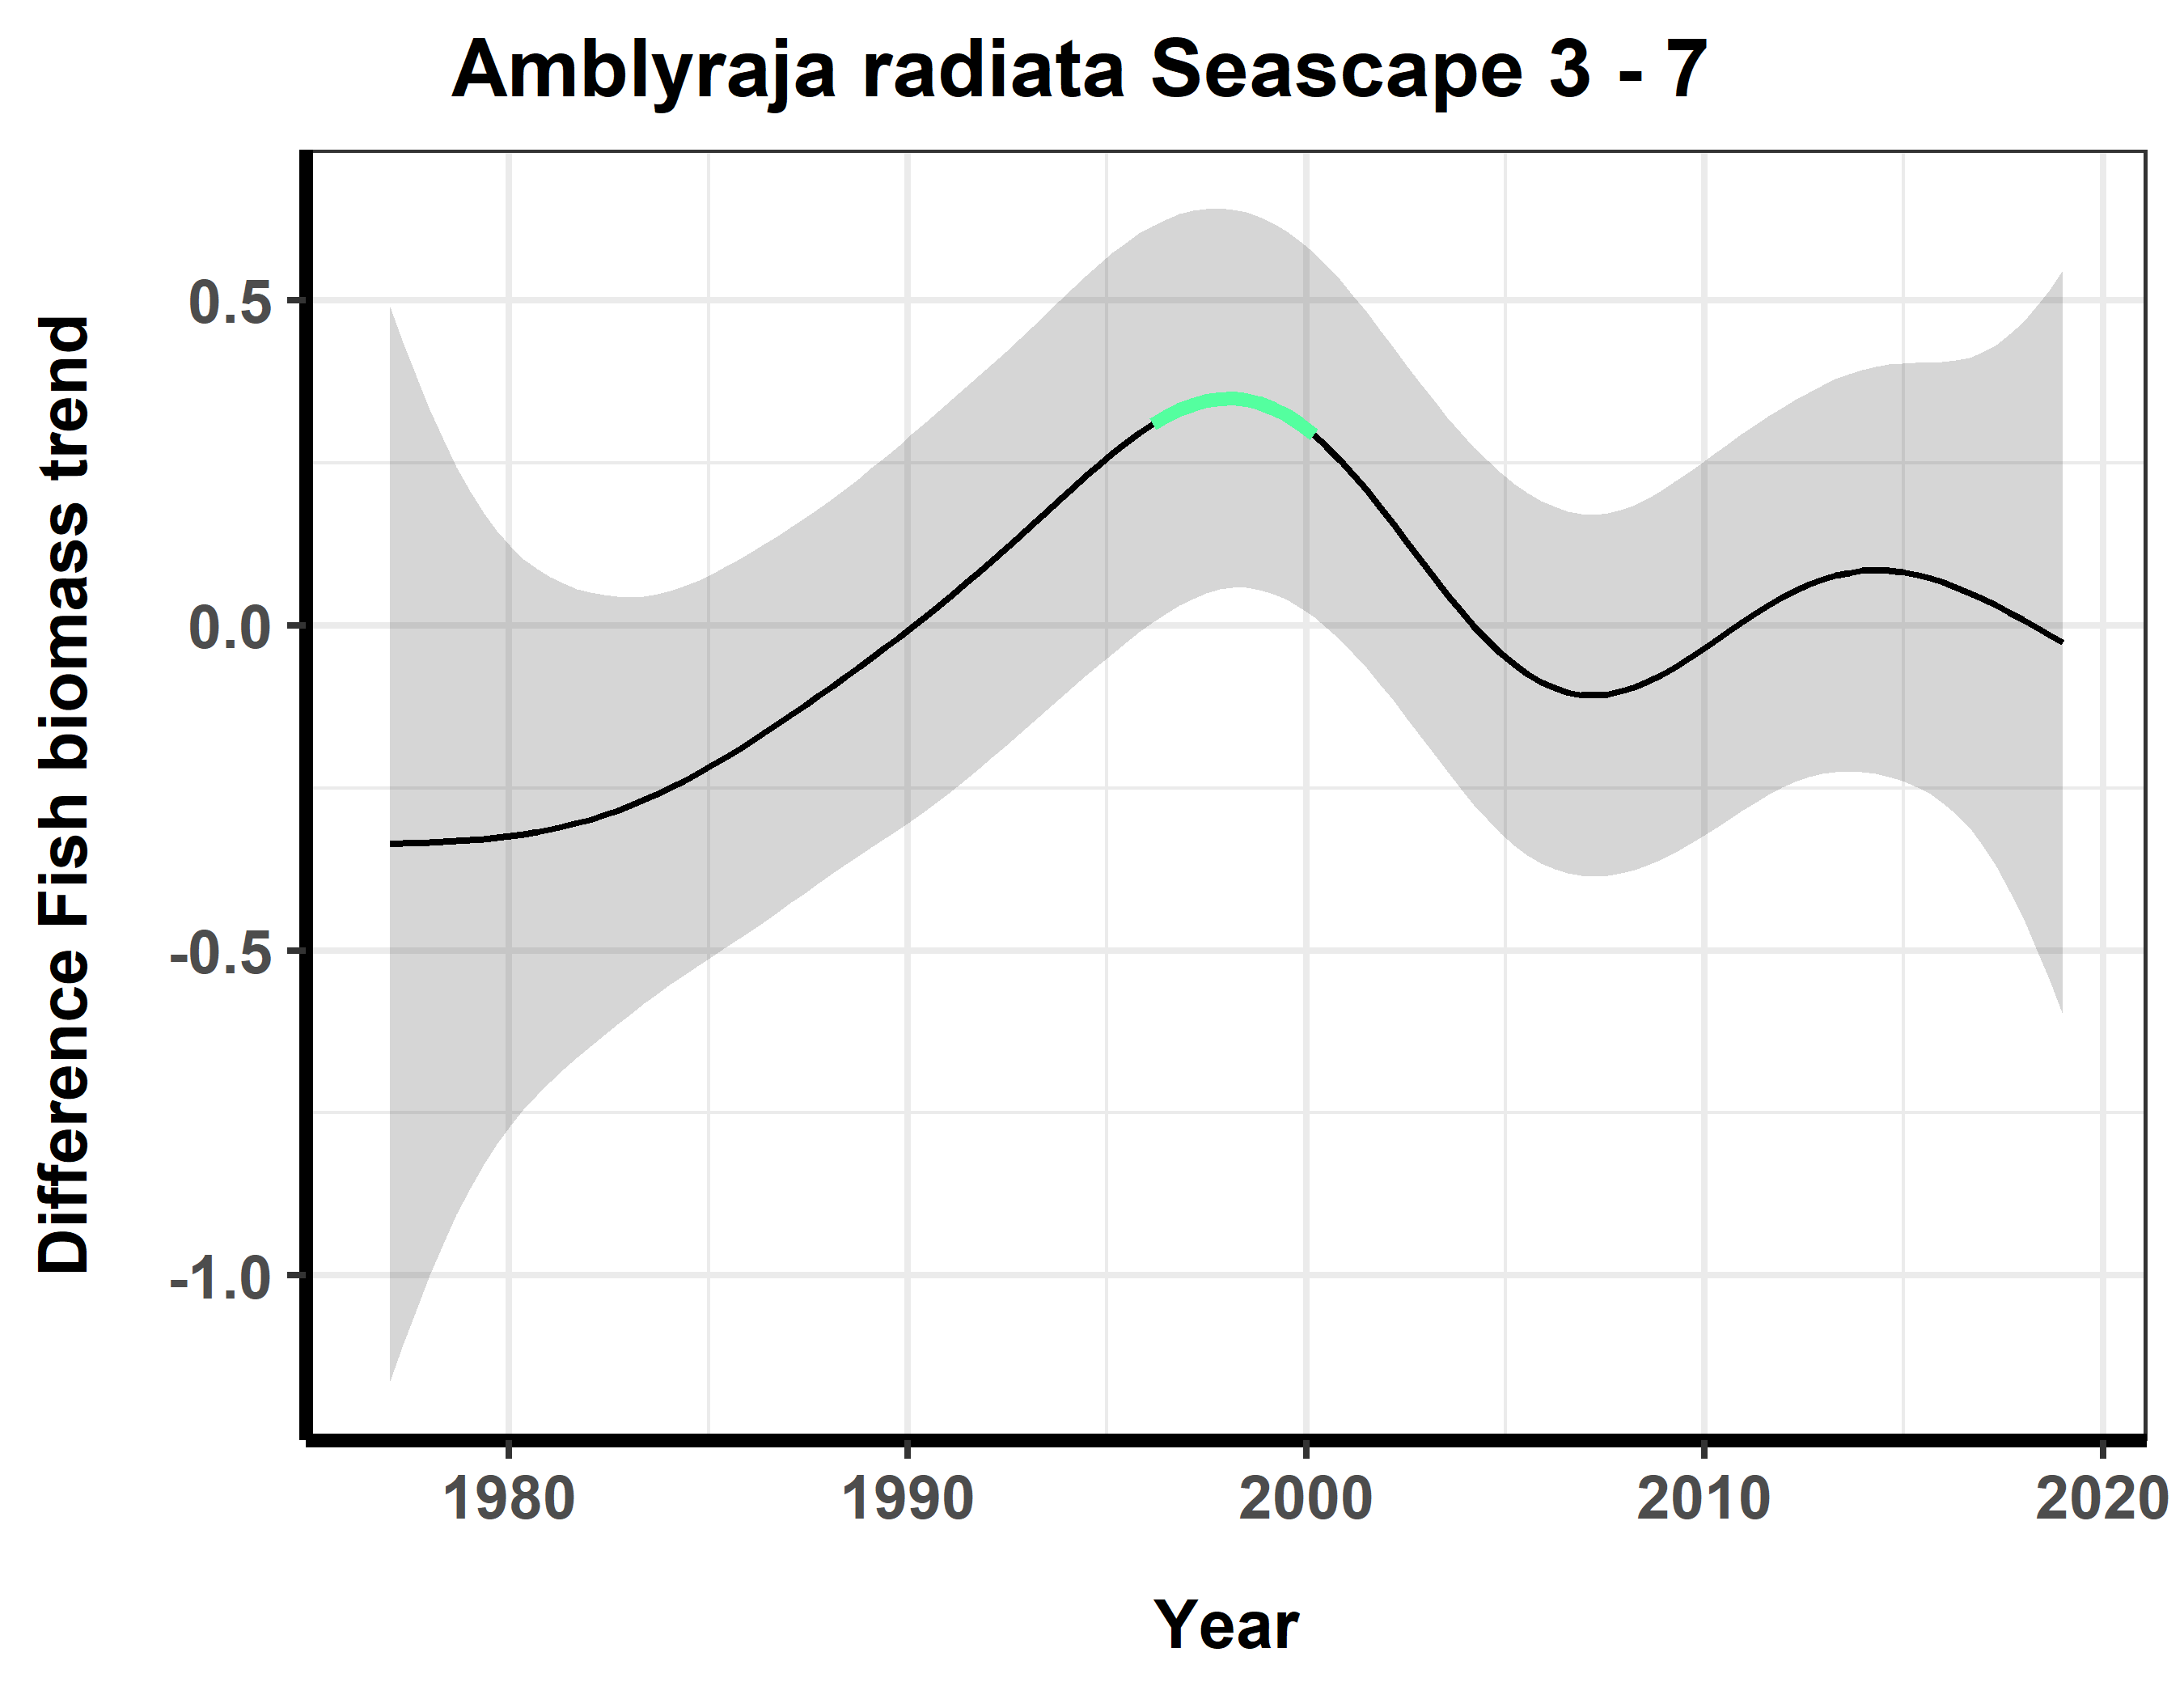 Amblyraja radiata Seascape 3 - 7
Difference Fish biomass trend
0.5
0.0
-0.5
-1.0
1980 1990 2000 2010 2020
Year